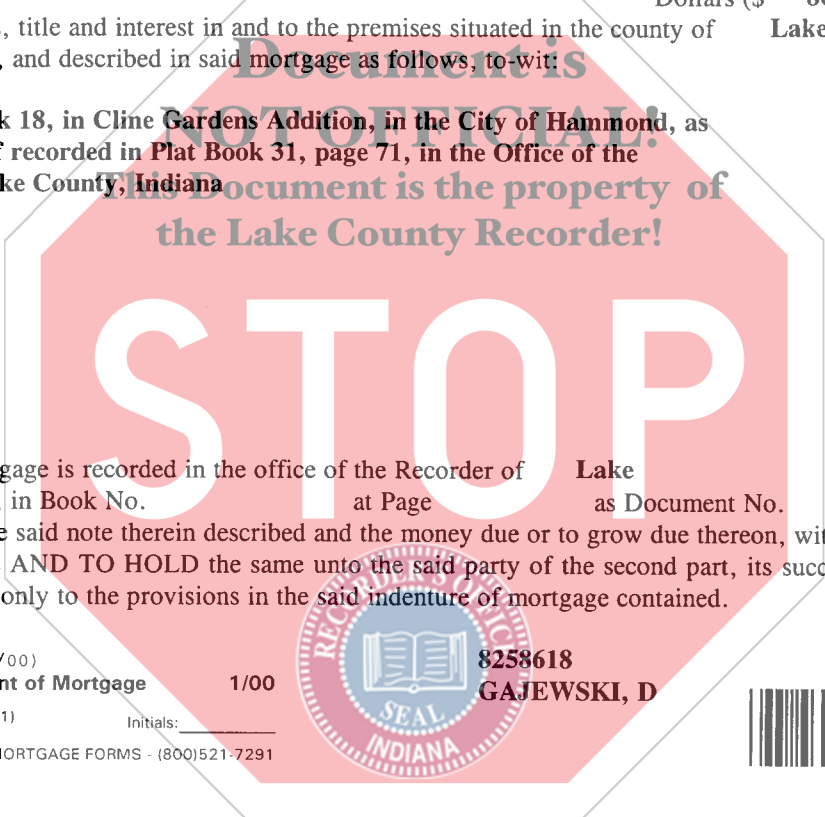 Dollars ($
, title and interest in and to the premises situated in the county of Lake
, and described in said mortgage as follows, to-wit:
Document is
NOT OFFICIAL!
k 18, in Cline Gardens Addition, in the City of Hammond, as
f recorded in Plat Book 31, page 71, in the Office of the
ke County, Indiana
This Document is the property of
the Lake County Recorder!
STOP
gage is recorded in the office of the Recorder of Lake
, in Book No. at Page as Document No.
e said note therein described and the money due or to grow due thereon, wit
AND TO HOLD the same unto the said party of the second part, its succ
only to the provisions in the said indenture of mortgage contained.
RECORDER'S OFFICE
SEAL
INDIANA
/00)
nt of Mortgage 1/00
1) Initials:
MORTGAGE FORMS - (800)521-7291
8258618
GAJEWSKI, D